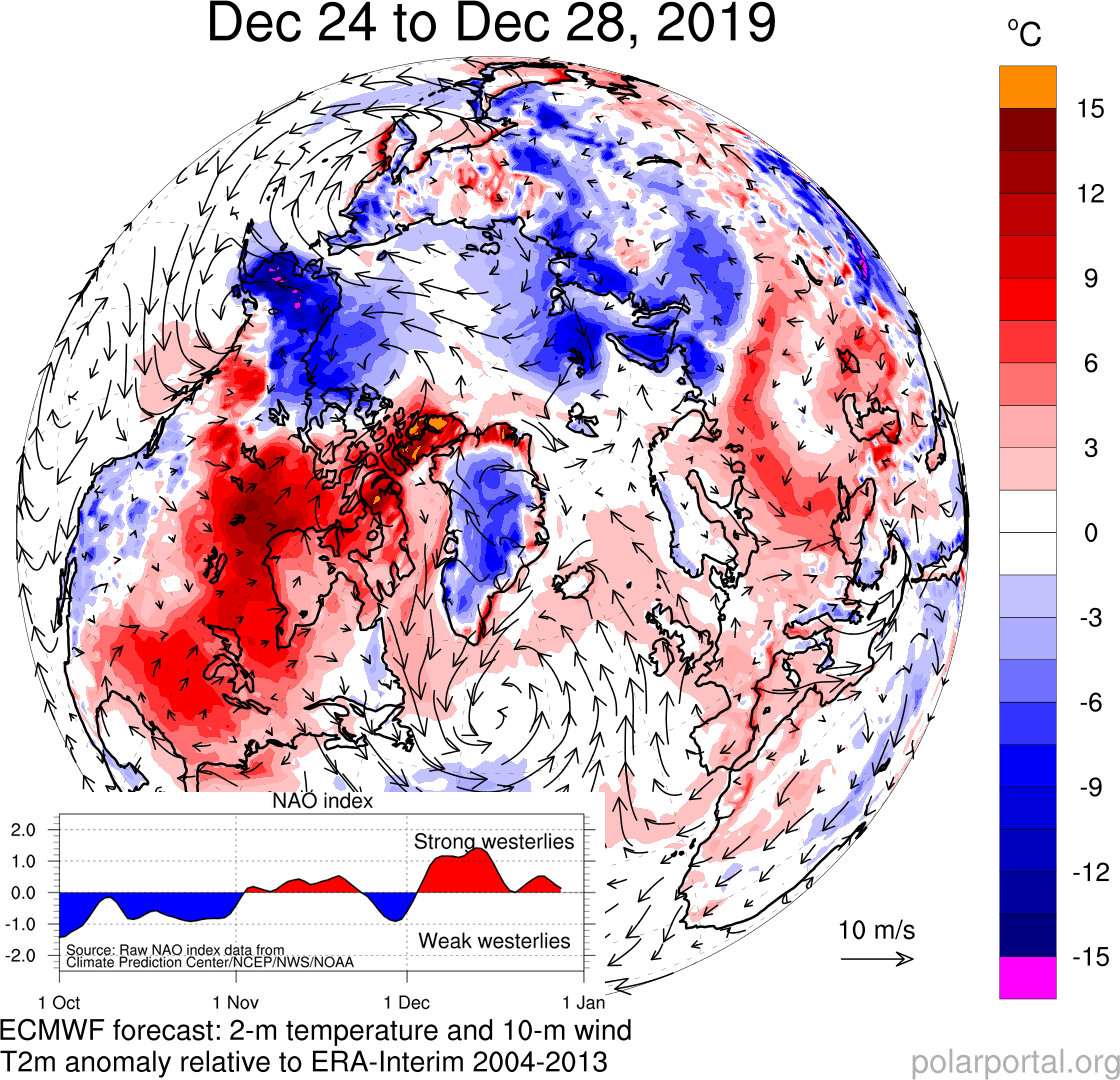 Dec 24 to Dec 28, 2019
ºC
15
12
9
6
3
0
-3
-6
-9
-12
-15
10 m/s
NAO index
2.0
1.0
0.0
-1.0
-2.0
Strong westerlies
Weak westerlies
Source: Raw NAO index data from
Climate Prediction Center/NCEP/NWS/NOAA
1 Oct
1 Nov
1 Dec
1 Jan
ECMWF forecast: 2-m temperature and 10-m wind
T2m anomaly relative to ERA-Interim 2004-2013
polarportal.org